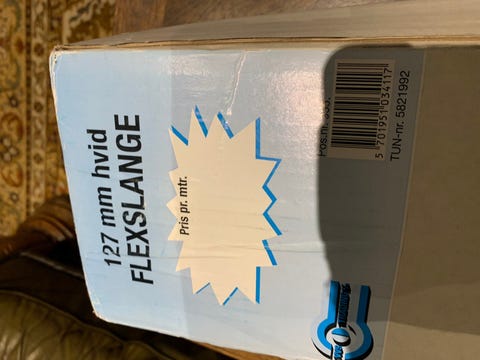 127 mm hvid
FLEXSLANGE
Pris pr. mtr.
5 701951 034117
TUN-nr. 5821992